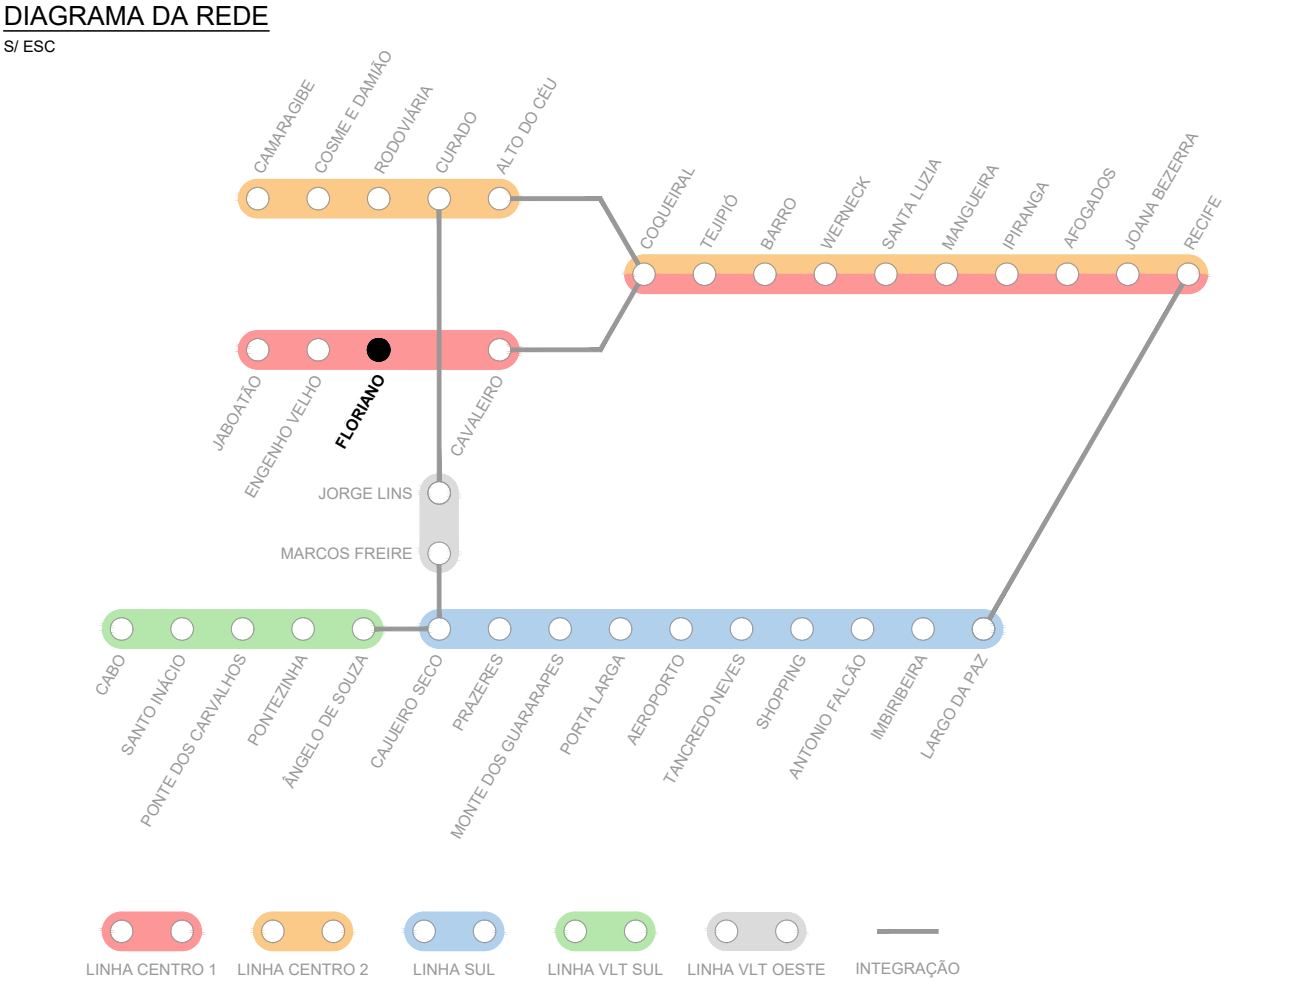 DIAGRAMA DA REDE
S/ ESC
CAMARAGIBE
COSME E DAMIÃO
RODOVIÁRIA
CURADO
ALTO DO CÉU
COQUEIRAL
TEJIPIÓ
BARRO
WERNECK
SANTA LUZIA
MANGUEIRA
IPIRANGA
AFOGADOS
JOANA BEZERRA
RECIFE
JABOATÃO
ENGENHO VELHO
FLORIANO
CAVALEIRO
JORGE LINS
MARCOS FREIRE
CABO
SANTO INÁCIO
PONTE DOS CARVALHOS
PONTEZINHA
ÂNGELO DE SOUZA
CAJUEIRO SECO
PRAZERES
MONTE DOS GUARARAPES
PORTA LARGA
AEROPORTO
TANCREDO NEVES
SHOPPING
ANTONIO FALCÃO
IMBIRIBEIRA
LARGO DA PAZ
LINHA CENTRO 1
LINHA CENTRO 2
LINHA SUL
LINHA VLT SUL
LINHA VLT OESTE
INTEGRAÇÃO